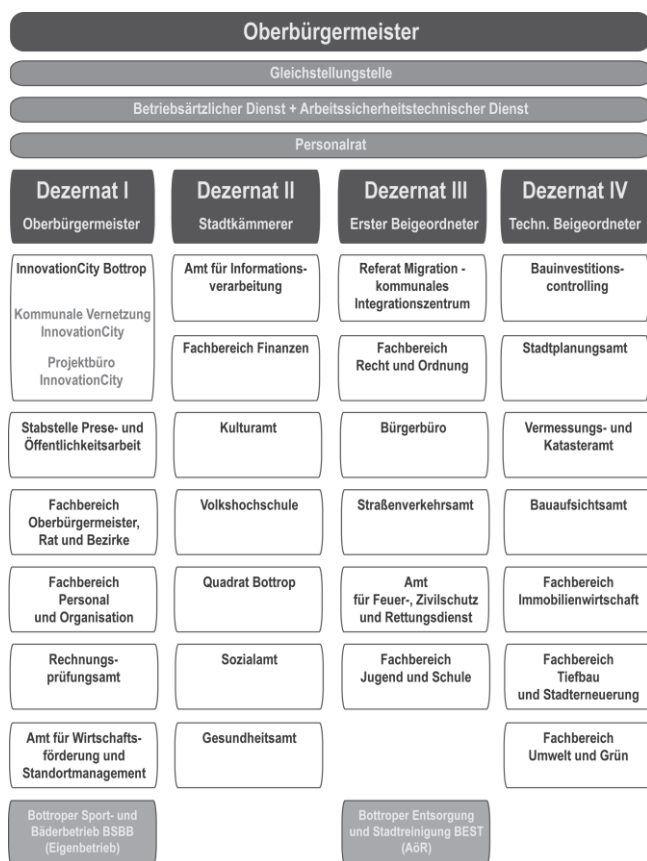 Oberbürgermeister
Gleichstellungstelle
Betriebsärtzlicher Dienst + Arbeitssicherheitstechnischer Dienst
Personalrat
Dezernat I
Oberbürgermeister
InnovationCity Bottrop
Kommunale Vernetzung
InnovationCity
Projektbüro
InnovationCity
Stabstelle Prese- und
Öffentlichkeitsarbeit
Fachbereich
Oberbürgermeister,
Rat und Bezirke
Fachbereich
Personal
und Organisation
Rechnungs-
prüfungsamt
Amt für Wirtschafts-
förderung und
Standortmanagement
Bottroper Sport- und
Bäderbetrieb BSBB
(Eigenbetrieb)
Dezernat II
Stadtkämmerer
Amt für Informations-
verarbeitung
Fachbereich Finanzen
Kulturamt
Volkshochschule
Quadrat Bottrop
Sozialamt
Gesundheitsamt
Dezernat III
Erster Beigeordneter
Referat Migration -
kommunales
Integrationszentrum
Fachbereich
Recht und Ordnung
Bürgerbüro
Straßenverkehrsamt
Amt
für Feuer-, Zivilschutz
und Rettungsdienst
Fachbereich
Jugend und Schule
Bottroper Entsorgung
und Stadtreinigung BEST
(AöR)
Dezernat IV
Techn. Beigeordneter
Bauinvestitions-
controlling
Stadtplanungsamt
Vermessungs- und
Katasteramt
Bauaufsichtsamt
Fachbereich
Immobilienwirtschaft
Fachbereich
Tiefbau
und Stadterneuerung
Fachbereich
Umwelt und Grün